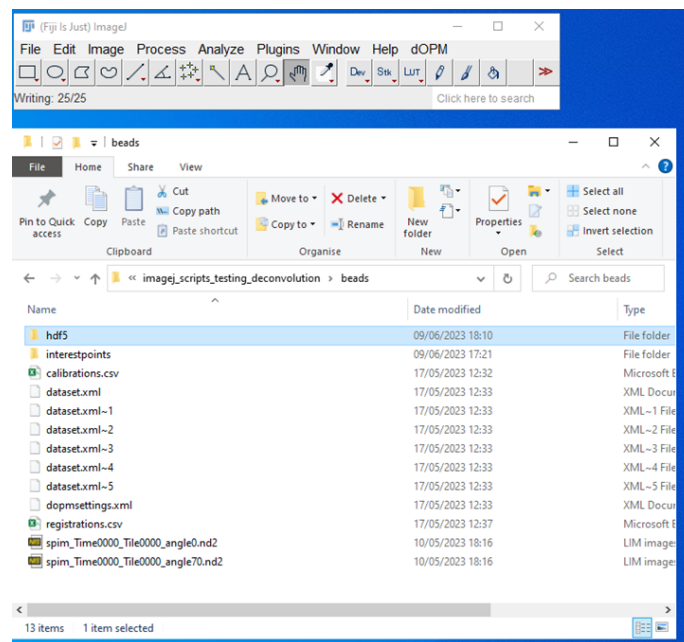 (Fiji Is Just) ImageJ
File Edit Image Process Analyze Plugins Window Help dOPM
A Dev Stk LUT >>
Writing: 25/25 Click here to search
beads
File Home Share View
Pin to Quick access Copy Paste Cut Copy path Paste shortcut Move to Copy to Delete Rename New folder Properties Select all Select none Invert selection
Clipboard Organise New Open Select
« imagej_scripts_testing_deconvolution > beads Search beads
Name Date modified Type
hdf5 09/06/2023 18:10 File folder
interestpoints 09/06/2023 17:21 File folder
calibrations.csv 17/05/2023 12:32 Microsoft E
dataset.xml 17/05/2023 12:33 XML Docur
dataset.xml~1 17/05/2023 12:33 XML~1 File
dataset.xml~2 17/05/2023 12:33 XML~2 File
dataset.xml~3 17/05/2023 12:33 XML~3 File
dataset.xml~4 17/05/2023 12:33 XML~4 File
dataset.xml~5 17/05/2023 12:33 XML~5 File
dopmsettings.xml 17/05/2023 12:33 XML Docur
registrations.csv 17/05/2023 12:37 Microsoft E
spim_Time0000_Tile0000_angle0.nd2 10/05/2023 18:16 LIM image
spim_Time0000_Tile0000_angle70.nd2 10/05/2023 18:16 LIM image
13 items 1 item selected